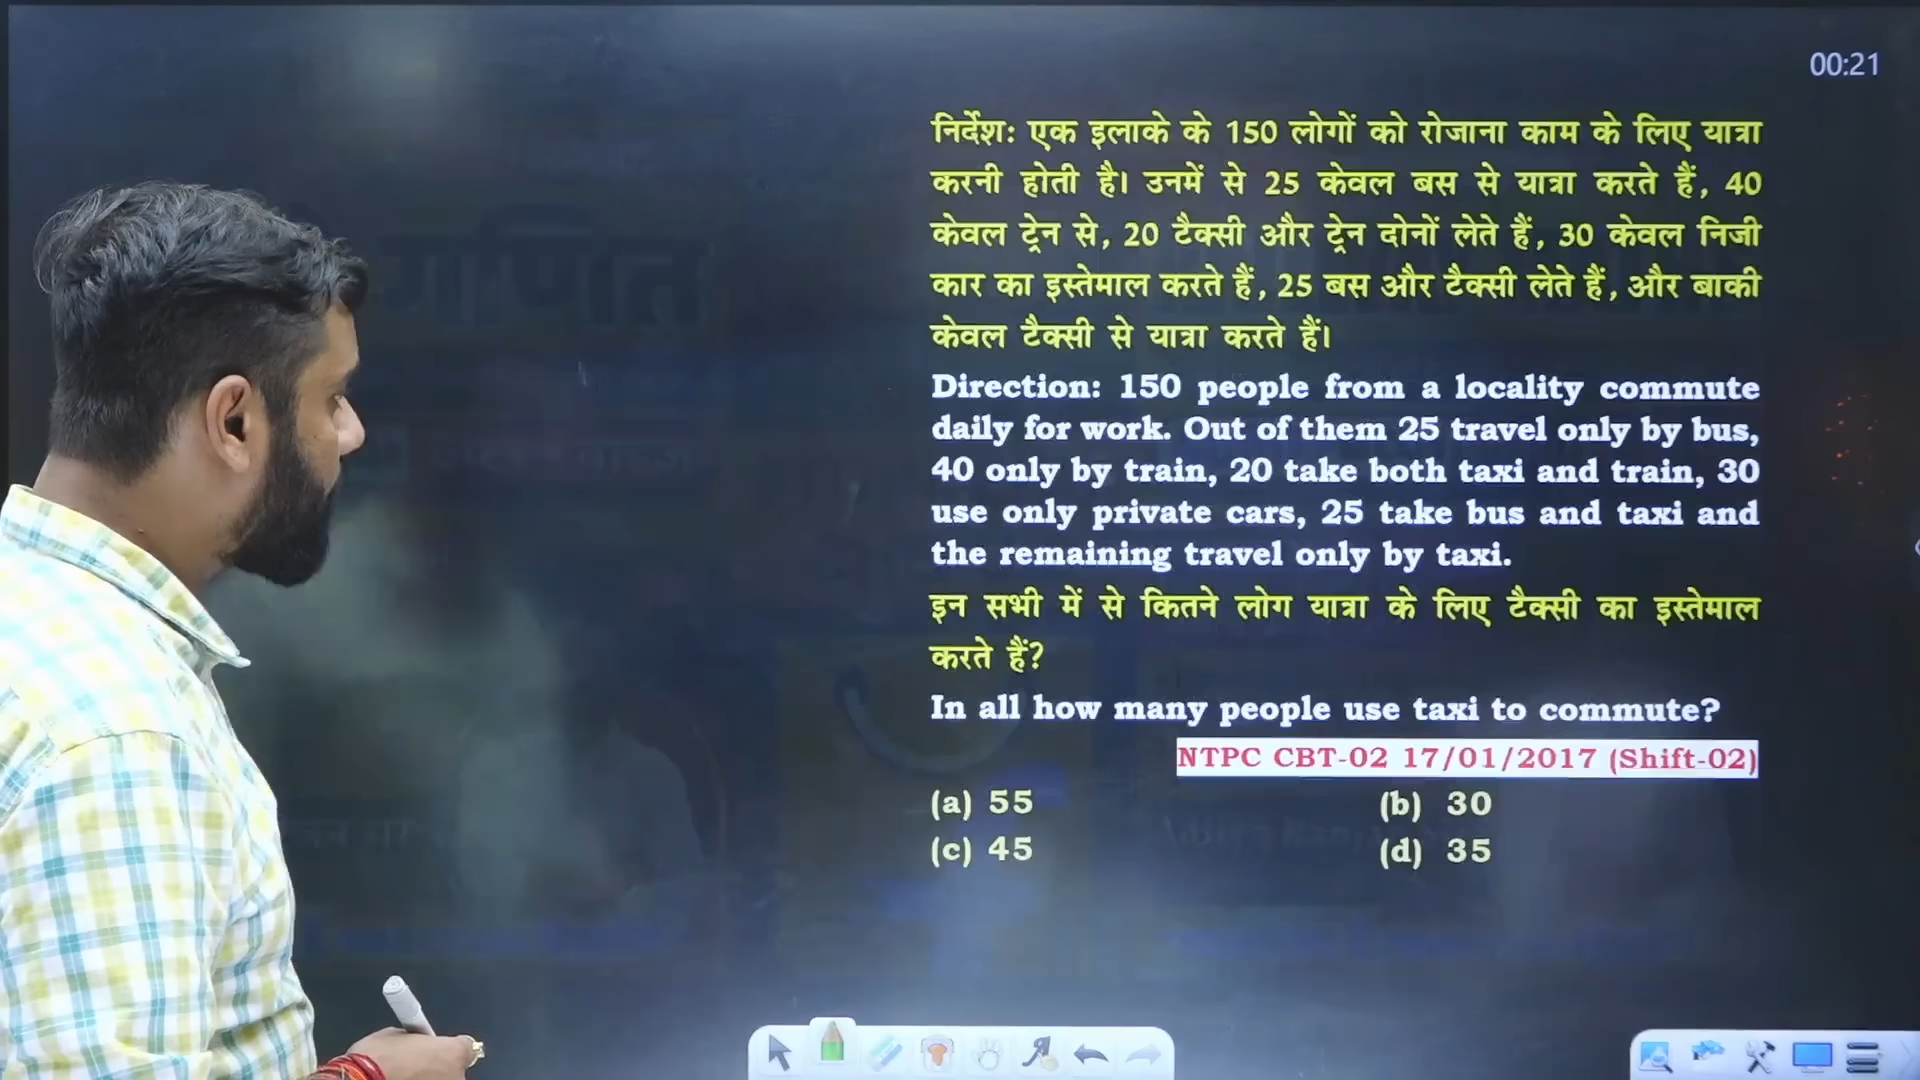 00:21
निर्देश: एक इलाके के 150 लोगों को रोजाना काम के लिए यात्रा
करनी होती है। उनमें से 25 केवल बस से यात्रा करते हैं, 40
केवल ट्रेन से, 20 टैक्सी और ट्रेन दोनों लेते हैं, 30 केवल निजी
कार का इस्तेमाल करते हैं, 25 बस और टैक्सी लेते हैं, और बाकी
केवल टैक्सी से यात्रा करते हैं।
Direction: 150 people from a locality commute
daily for work. Out of them 25 travel only by bus,
40 only by train, 20 take both taxi and train, 30
use only private cars, 25 take bus and taxi and
the remaining travel only by taxi.
इन सभी में से कितने लोग यात्रा के लिए टैक्सी का इस्तेमाल
करते हैं?
In all how many people use taxi to commute?
NTPC CBT-02 17/01/2017 (Shift-02)
(a) 55 (b) 30
(c) 45 (d) 35